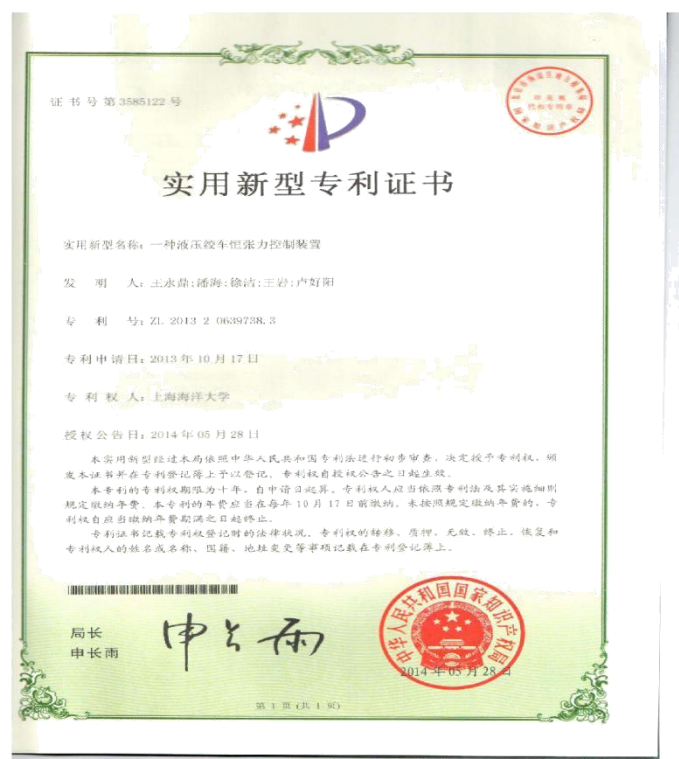 证书号第3585122号
实用新型专利证书
实用新型名称：一种液压绞车恒张力控制装置
发 明 人：王永鼎;潘海;徐洁;王岩;卢好阳
专 利 号：ZL 2013 2 0639738.3
专利申请日：2013年10月17日
专 利 权 人：上海海洋大学
授权公告日：2014年05月28日
本实用新型经过本局依照中华人民共和国专利法进行初步审查，决定授予专利权，颁
发本证书并在专利登记簿上予以登记。专利权自授权公告之日起生效。
本专利的专利权期限为十年，自申请日起算。专利权人应当依照专利法及其实施细则
规定缴纳年费。本专利的年费应当在每年10月17日前缴纳。未按照规定缴纳年费的，专
利权自应当缴纳年费期满之日起终止。
专利证书记载专利权登记时的法律状况。专利权的转移、质押、无效、终止、恢复和
专利权人的姓名或名称、国籍、地址变更等事项记载在专利登记簿上。
局长
申长雨
申长雨
中华人民共和国国家知识产权局
2014年05月28日
第 1 页 (共 1 页)